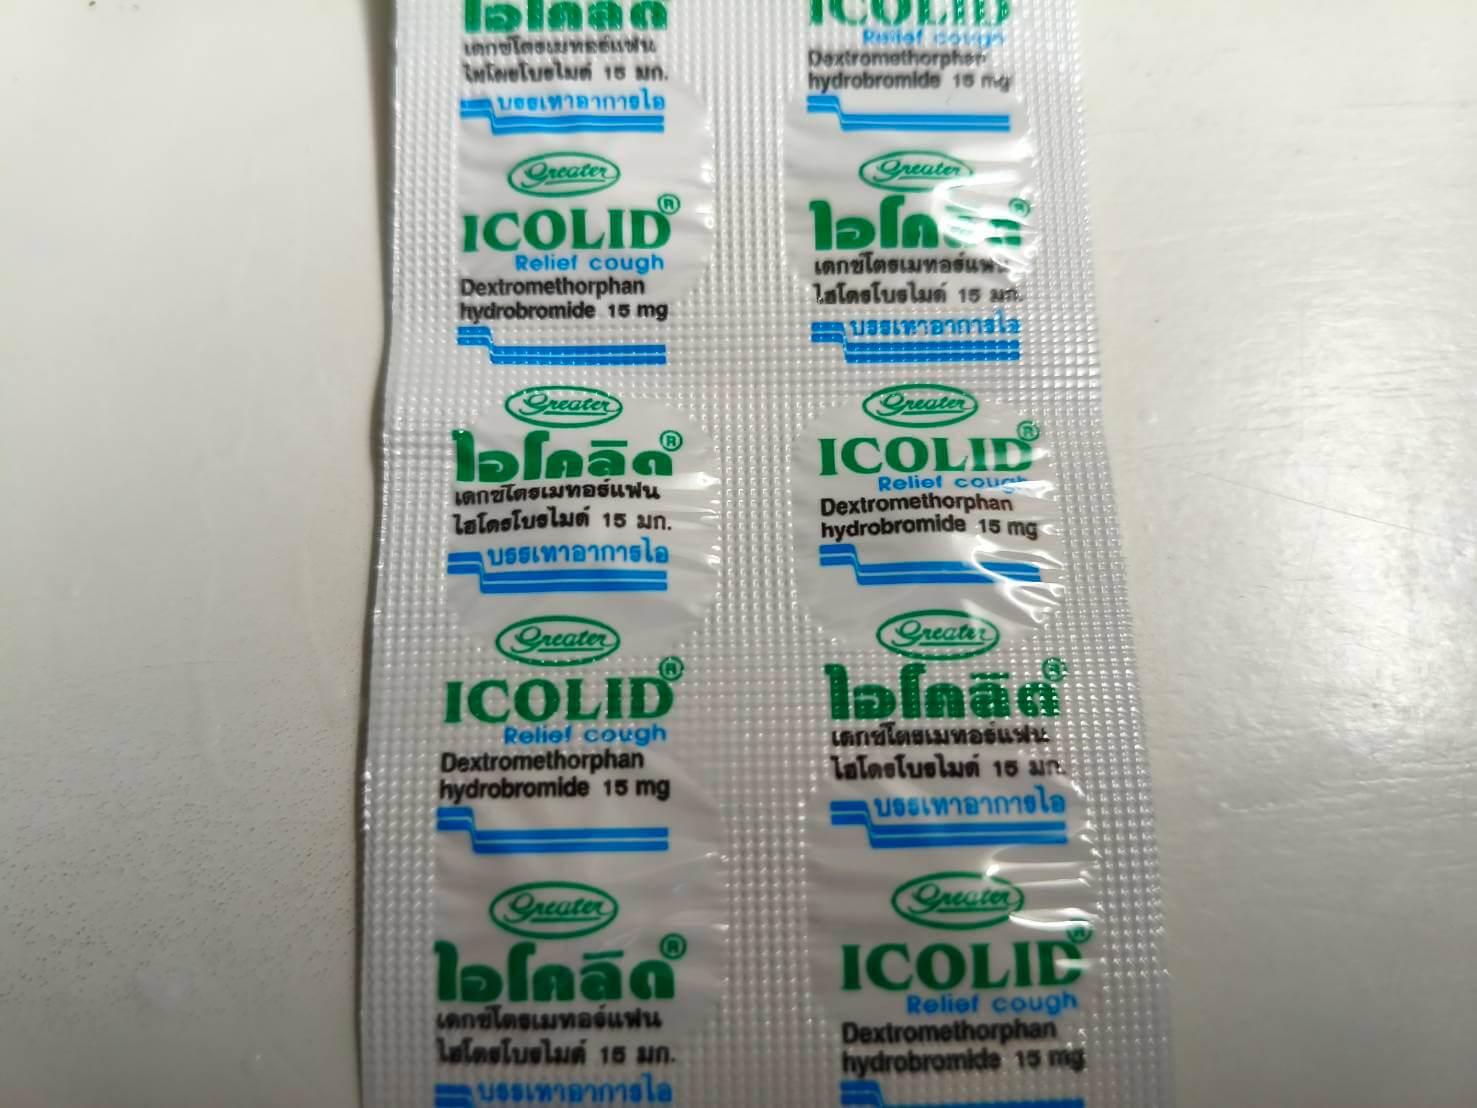 ไอโคลิด
เดกซ์โตรเมทอร์แฟน
ไฮโดรโบรไมด์ 15 มก.
บรรเทาอาการไอ
Greater
ICOLID®
Relief cough
Dextromethorphan
hydrobromide 15 mg
Greater
ไอโคลิด®
เดกซ์โตรเมทอร์แฟน
ไฮโดรโบรไมด์ 15 มก.
บรรเทาอาการไอ
Greater
ICOLID®
Relief cough
Dextromethorphan
hydrobromide 15 mg
Greater
ไอโคลิด®
เดกซ์โตรเมทอร์แฟน
ไฮโดรโบรไมด์ 15 มก.
บรรเทาอาการไอ
ICOLID
Relief cough
Dextromethorphan
hydrobromide 15 mg
Greater
ไอโคลิด®
เดกซ์โตรเมทอร์แฟน
ไฮโดรโบรไมด์ 15 มก.
บรรเทาอาการไอ
Greater
ICOLID®
Relief cough
Dextromethorphan
hydrobromide 15 mg
Greater
ไอโคลิด®
เดกซ์โตรเมทอร์แฟน
ไฮโดรโบรไมด์ 15 มก.
บรรเทาอาการไอ
Greater
ICOLID®
Relief cough
Dextromethorphan
hydrobromide 15 mg